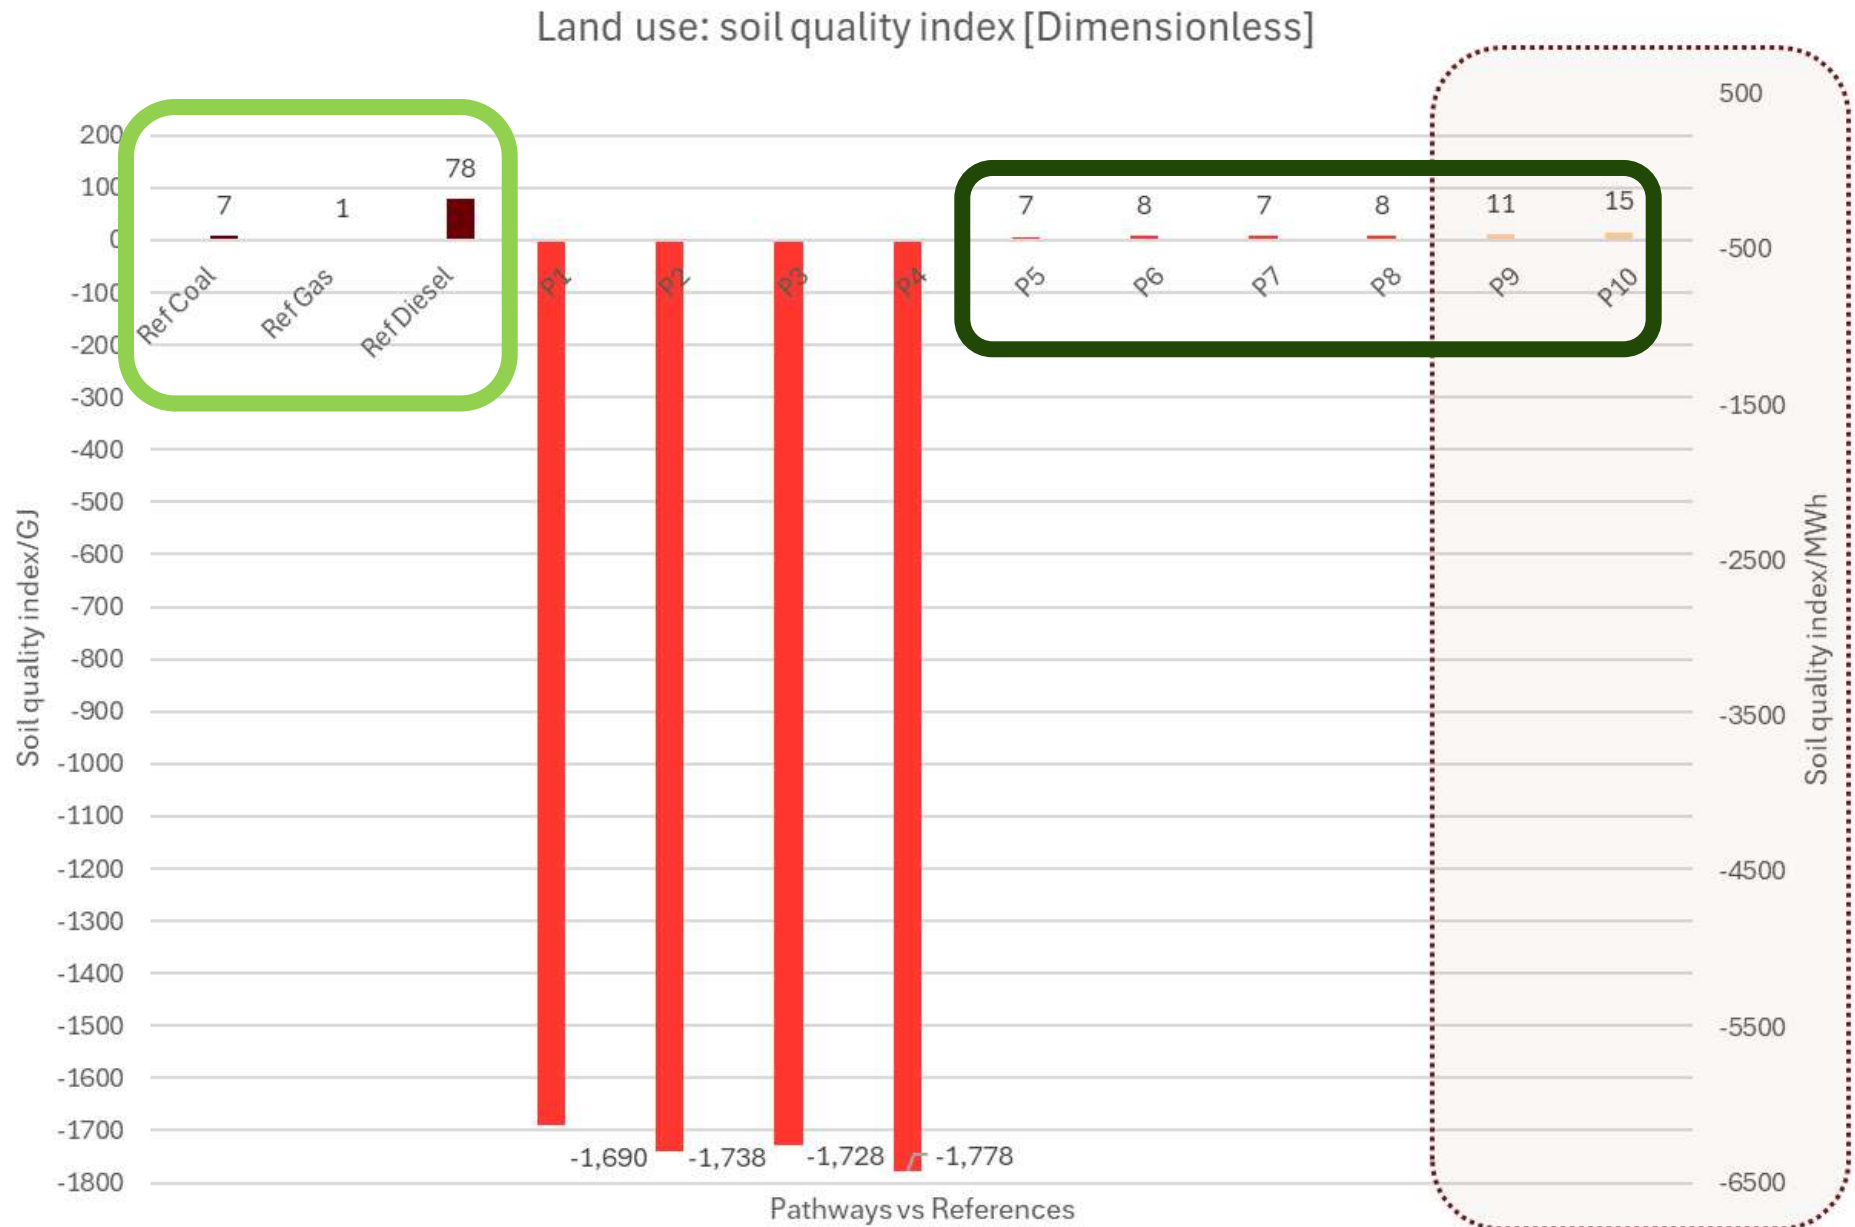 Land use: soil quality index [Dimensionless]
500
200
100
0
-100
-200
-300
-400
-500
-600
-700
-800
-900
-1000
-1100
-1200
-1300
-1400
-1500
-1600
-1700
-1800
Soil quality index/GJ
7
1
78
7
8
7
8
11
15
Ref Coal
Ref Gas
Ref Diesel
P1
P2
P3
P4
P5
P6
P7
P8
P9
P10
-1,690
-1,738
-1,728
-1,778
-500
-1500
-2500
-3500
-4500
-5500
-6500
Soil quality index/MWh
Pathways vs References